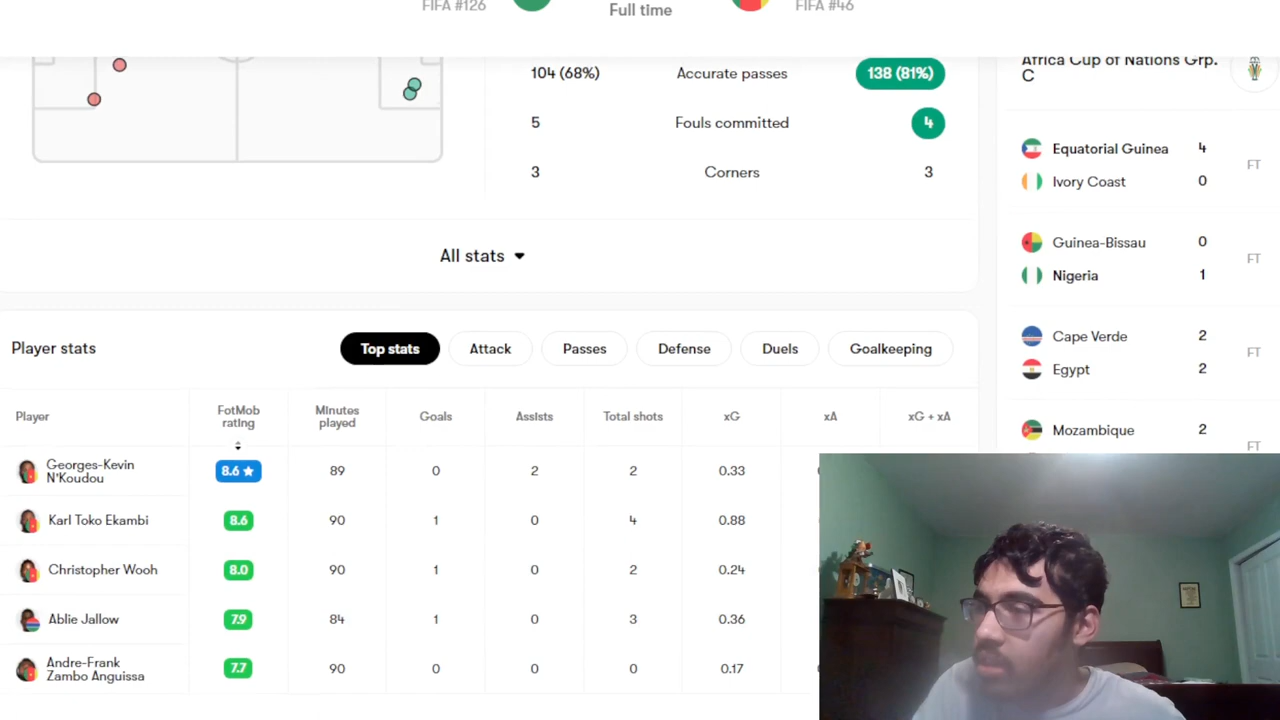 FIFA #126
Full time
FIFA #46
104 (68%) Accurate passes 138 (81%)
5 Fouls committed 4
3 Corners 3
All stats
Africa Cup of Nations Grp.
C
Equatorial Guinea 4
Ivory Coast 0
FT
Guinea-Bissau 0
Nigeria 1
FT
Cape Verde 2
Egypt 2
FT
Mozambique 2
FT
Player stats
Top stats Attack Passes Defense Duels Goalkeeping
Player FotMob rating Minutes played Goals Assists Total shots xG xA xG + xA
Georges-Kevin N'Koudou 8.6 89 0 2 2 0.33
Karl Toko Ekambi 8.6 90 1 0 4 0.88
Christopher Wooh 8.0 90 1 0 2 0.24
Ablie Jallow 7.9 84 1 0 3 0.36
Andre-Frank Zambo Anguissa 7.7 90 0 0 0 0.17